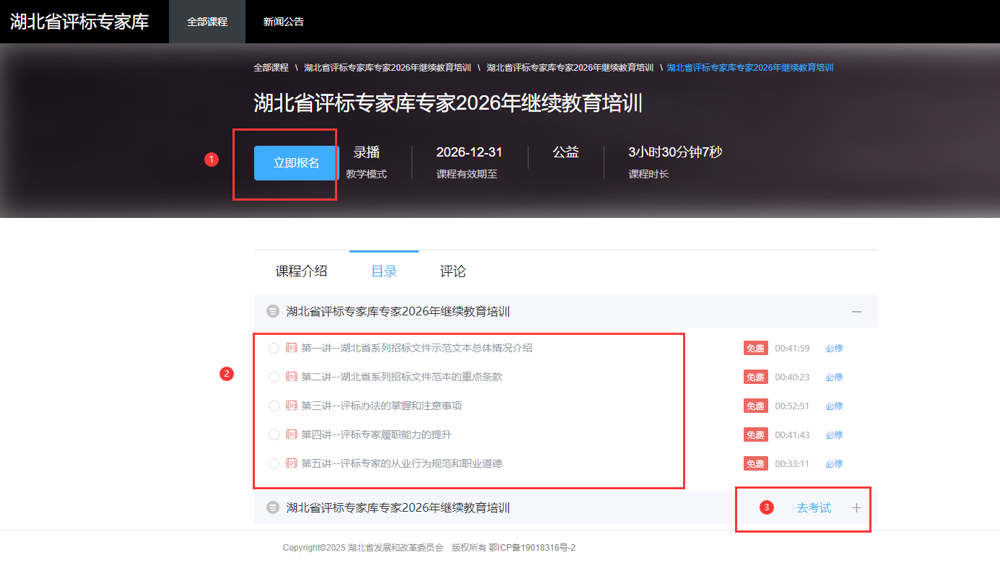 湖北省评标专家库 全部课程 新闻公告
全部课程 \ 湖北省评标专家库专家2026年继续教育培训 \ 湖北省评标专家库专家2026年继续教育培训 \ 湖北省评标专家库专家2026年继续教育培训
湖北省评标专家库专家2026年继续教育培训
1 立即报名 录播 2026-12-31 公益 3小时30分钟7秒
教学模式 课程有效期至 课程时长
课程介绍 目录 评论
湖北省评标专家库专家2026年继续教育培训
第一讲--湖北省系列招标文件示范文本总体情况介绍 免费 00:41:59 必修
2 第二讲--湖北省系列招标文件范本的重点条款 免费 00:40:23 必修
第三讲--评标办法的掌握和注意事项 免费 00:52:51 必修
第四讲--评标专家履职能力的提升 免费 00:41:43 必修
第五讲--评标专家的从业行为规范和职业道德 免费 00:33:11 必修
湖北省评标专家库专家2026年继续教育培训 3 去考试
Copyright©2025 湖北省发展和改革委员会 版权所有 鄂ICP备19018316号-2